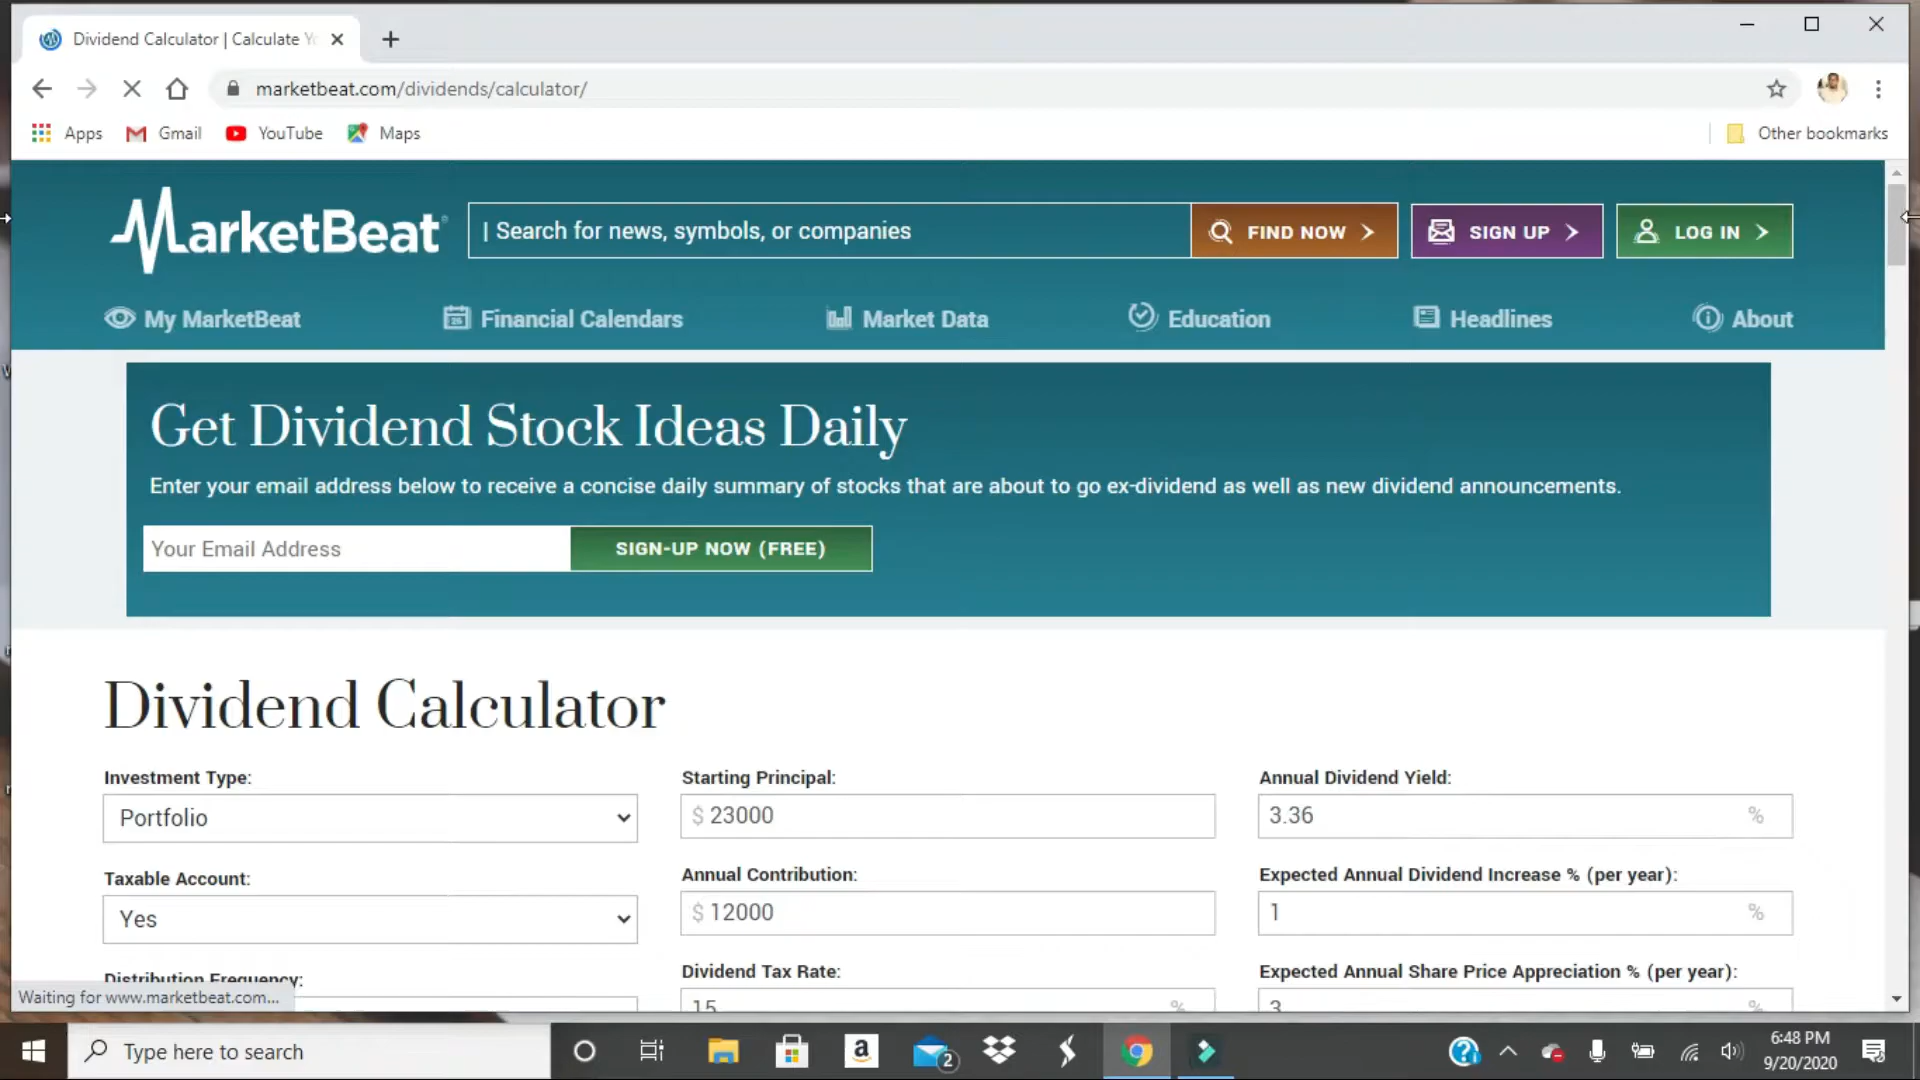 Dividend Calculator | Calculate Yo
marketbeat.com/dividends/calculator/
Apps Gmail YouTube Maps Other bookmarks
MarketBeat
Search for news, symbols, or companies
FIND NOW
SIGN UP
LOG IN
My MarketBeat Financial Calendars Market Data Education Headlines About
Get Dividend Stock Ideas Daily
Enter your email address below to receive a concise daily summary of stocks that are about to go ex-dividend as well as new dividend announcements.
Your Email Address
SIGN-UP NOW (FREE)
Dividend Calculator
Investment Type: Starting Principal: Annual Dividend Yield:
Portfolio $ 23000 3.36 %
Taxable Account: Annual Contribution: Expected Annual Dividend Increase % (per year):
Yes $ 12000 1 %
Distribution Frequency: Dividend Tax Rate: Expected Annual Share Price Appreciation % (per year):
15 % 3 %
Waiting for www.marketbeat.com...
Type here to search
a
2
6:48 PM
9/20/2020